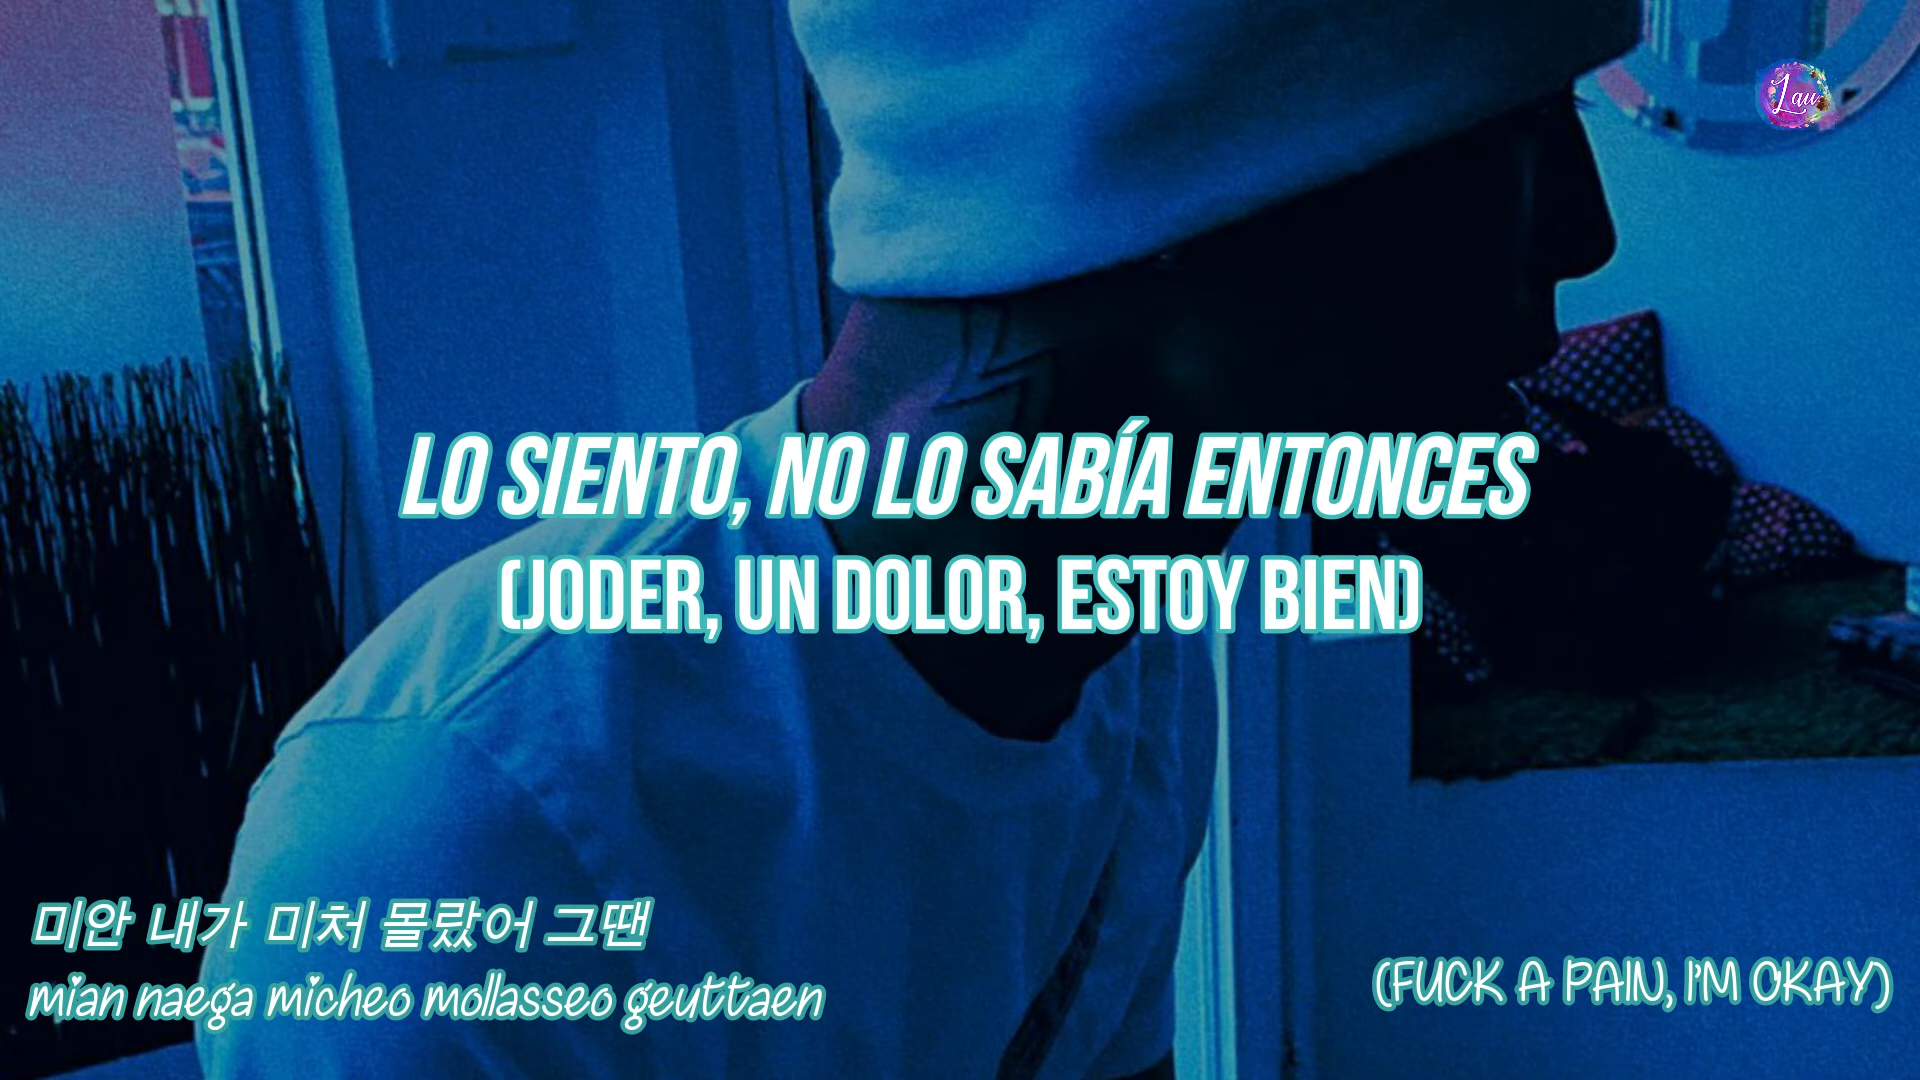 Lau
LO SIENTO, NO LO SABÍA ENTONCES
(JODER, UN DOLOR, ESTOY BIEN)
미안 내가 미처 몰랐어 그땐
mian naega micheo mollasseo geuttaen
(FUCK A PAIN, I'M OKAY)